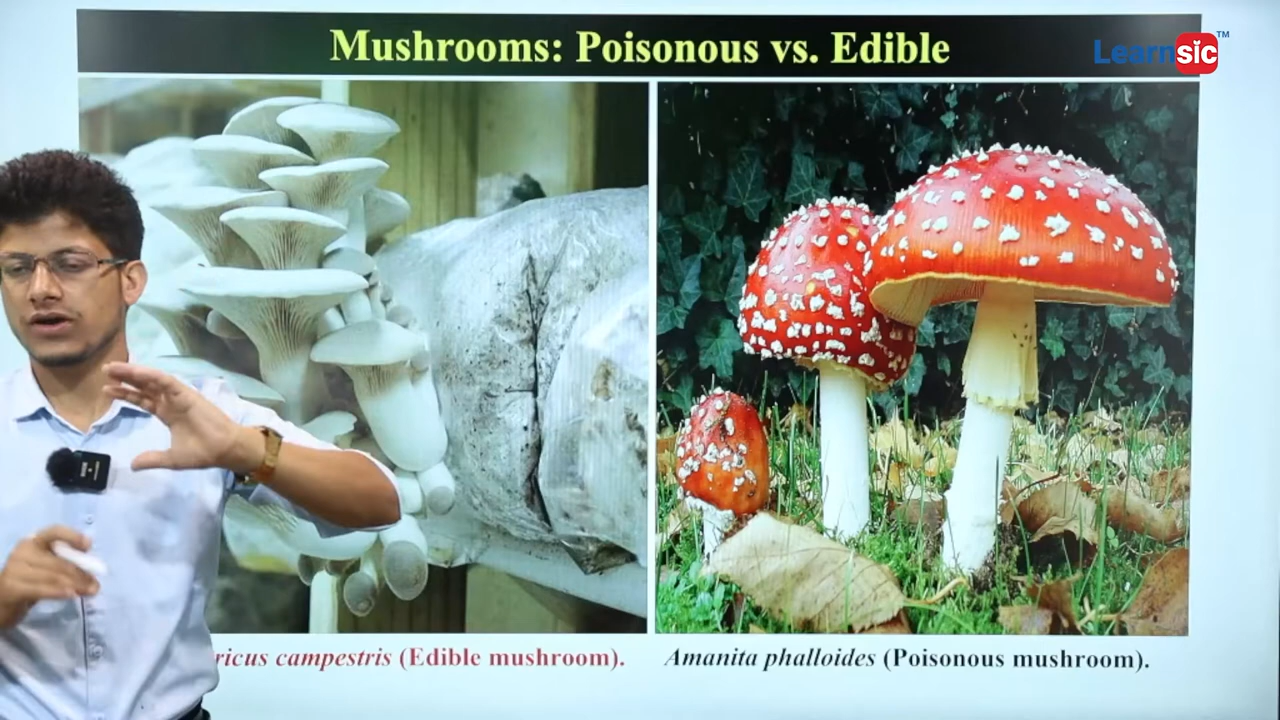 Mushrooms: Poisonous vs. Edible
Learnsic™
ricus campestris (Edible mushroom).
Amanita phalloides (Poisonous mushroom).